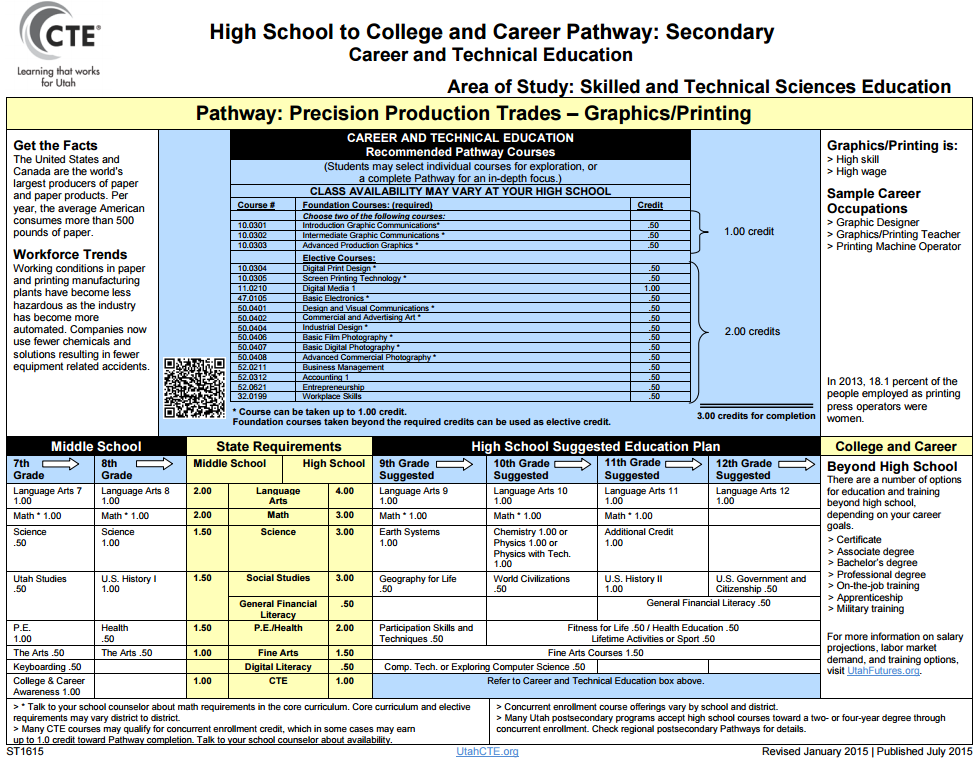 CTE®
Learning that works
for Utah
High School to College and Career Pathway: Secondary
Career and Technical Education
Area of Study: Skilled and Technical Sciences Education
Pathway: Precision Production Trades – Graphics/Printing
Get the Facts
The United States and
Canada are the world's
largest producers of paper
and paper products. Per
year, the average American
consumes more than 500
pounds of paper.
Workforce Trends
Working conditions in paper
and printing manufacturing
plants have become less
hazardous as the industry
has become more
automated. Companies now
use fewer chemicals and
solutions resulting in fewer
equipment related accidents.
CAREER AND TECHNICAL EDUCATION
Recommended Pathway Courses
(Students may select individual courses for exploration, or
a complete Pathway for an in-depth focus.)
CLASS AVAILABILITY MAY VARY AT YOUR HIGH SCHOOL
Course # Foundation Courses: (required) Credit
Choose two of the following courses:
10.0301 Introduction Graphic Communications* .50
10.0302 Intermediate Graphic Communications * .50
10.0303 Advanced Production Graphics * .50
1.00 credit
Elective Courses:
10.0304 Digital Print Design * .50
10.0305 Screen Printing Technology * .50
11.0210 Digital Media 1 1.00
47.0105 Basic Electronics * .50
50.0401 Design and Visual Communications * .50
50.0402 Commercial and Advertising Art * .50
50.0404 Industrial Design * .50
50.0406 Basic Film Photography * .50
50.0407 Basic Digital Photography * .50
50.0408 Advanced Commercial Photography * .50
52.0211 Business Management .50
52.0312 Accounting 1 .50
52.0621 Entrepreneurship .50
32.0199 Workplace Skills .50
2.00 credits
* Course can be taken up to 1.00 credit.
Foundation courses taken beyond the required credits can be used as elective credit.
3.00 credits for completion
Graphics/Printing is:
> High skill
> High wage
Sample Career
Occupations
> Graphic Designer
> Graphics/Printing Teacher
> Printing Machine Operator
In 2013, 18.1 percent of the
people employed as printing
press operators were
women.
Middle School State Requirements High School Suggested Education Plan College and Career
7th
Grade
8th
Grade
Middle School High School
9th Grade
Suggested
10th Grade
Suggested
11th Grade
Suggested
12th Grade
Suggested
Language Arts 7
1.00
Language Arts 8
1.00
2.00 Language
Arts
4.00
Language Arts 9
1.00
Language Arts 10
1.00
Language Arts 11
1.00
Language Arts 12
1.00
Math * 1.00 Math * 1.00 2.00 Math 3.00 Math * 1.00 Math * 1.00 Math * 1.00
Science
.50
Science
1.00
1.50 Science 3.00
Earth Systems
1.00
Chemistry 1.00 or
Physics 1.00 or
Physics with Tech.
1.00
Additional Credit
1.00
Utah Studies
.50
U.S. History I
1.00
1.50 Social Studies 3.00
Geography for Life
.50
World Civilizations
.50
U.S. History II
1.00
U.S. Government and
Citizenship .50
General Financial
Literacy
.50
General Financial Literacy .50
P.E.
1.00
Health
.50
1.50 P.E./Health 2.00
Participation Skills and
Techniques .50
Fitness for Life .50 / Health Education .50
Lifetime Activities or Sport .50
The Arts .50 The Arts .50 1.00 Fine Arts 1.50 Fine Arts Courses 1.50
Keyboarding .50 Digital Literacy .50 Comp. Tech. or Exploring Computer Science .50
College & Career
Awareness 1.00
1.00 CTE 1.00 Refer to Career and Technical Education box above.
Beyond High School
There are a number of options
for education and training
beyond high school,
depending on your career
goals.
> Certificate
> Associate degree
> Bachelor's degree
> Professional degree
> On-the-job training
> Apprenticeship
> Military training
For more information on salary
projections, labor market
demand, and training options,
visit UtahFutures.org.
> * Talk to your school counselor about math requirements in the core curriculum. Core curriculum and elective
requirements may vary district to district.
> Many CTE courses may qualify for concurrent enrollment credit, which in some cases may earn
up to 1.0 credit toward Pathway completion. Talk to your school counselor about availability.
> Concurrent enrollment course offerings vary by school and district.
> Many Utah postsecondary programs accept high school courses toward a two- or four-year degree through
concurrent enrollment. Check regional postsecondary Pathways for details.
ST1615 UtahCTE.org Revised January 2015 | Published July 2015